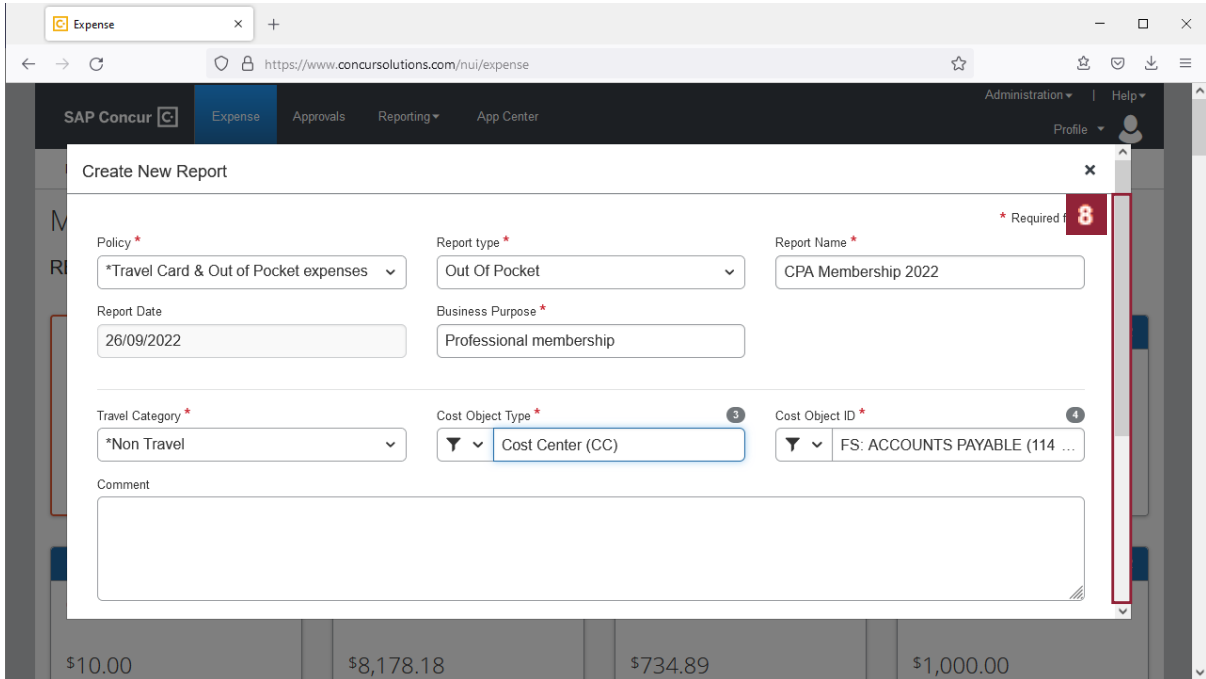 Expense
https://www.concursolutions.com/nui/expense
Administration | Help
SAP Concur C Expense Approvals Reporting App Center
Profile
Create New Report
* Required 8
Policy * Report type * Report Name *
*Travel Card & Out of Pocket expenses Out Of Pocket CPA Membership 2022
Report Date Business Purpose *
26/09/2022 Professional membership
Travel Category * Cost Object Type * 3 Cost Object ID * 4
*Non Travel Cost Center (CC) FS: ACCOUNTS PAYABLE (114 ...
Comment
$10.00 $8,178.18 $734.89 $1,000.00